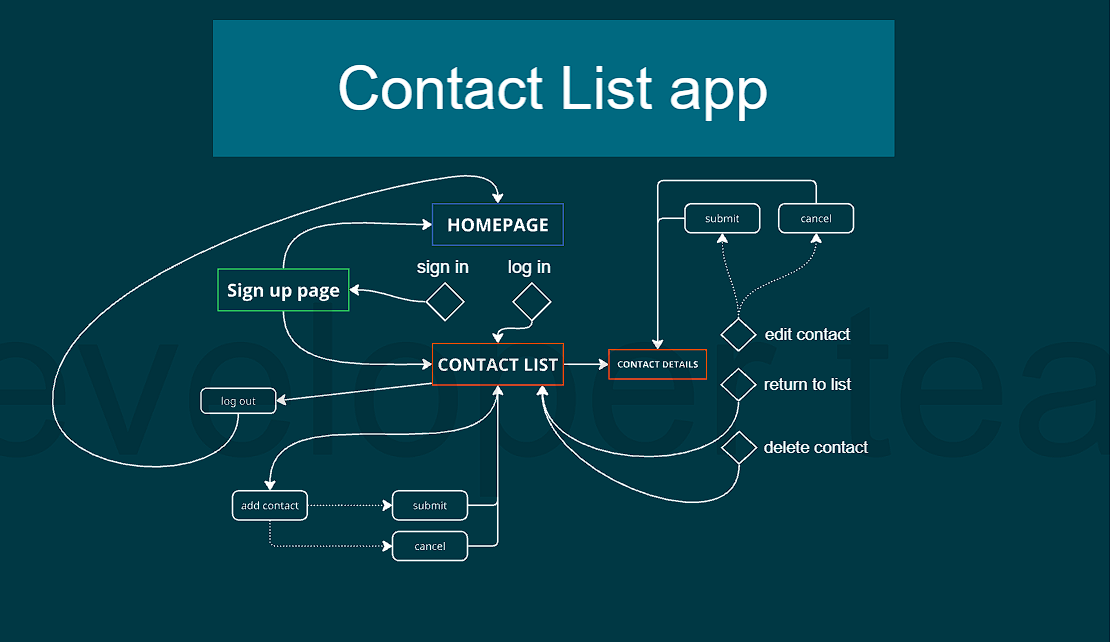 Contact List app
HOMEPAGE
submit
cancel
sign in
log in
Sign up page
edit contact
CONTACT LIST
CONTACT DETAILS
return to list
log out
delete contact
add contact
submit
cancel